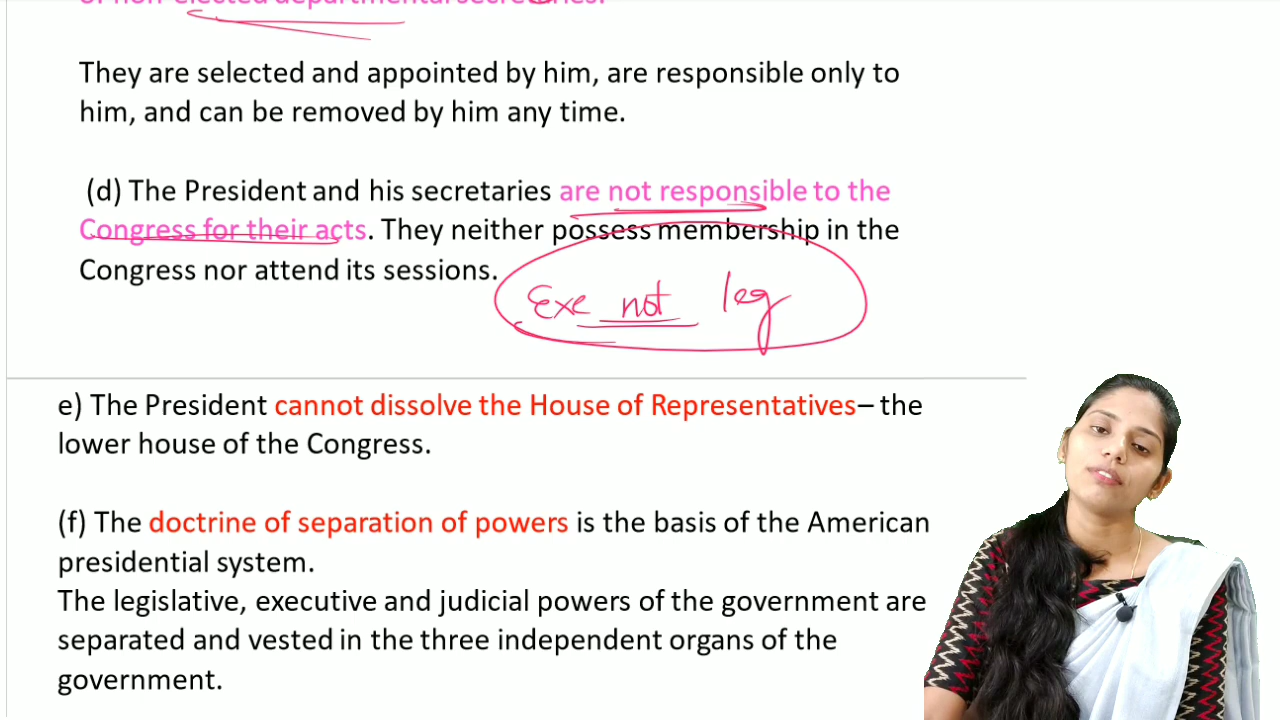 of non-elected departmental secretaries.
They are selected and appointed by him, are responsible only to
him, and can be removed by him any time.
(d) The President and his secretaries are not responsible to the
Congress for their acts. They neither possess membership in the
Congress nor attend its sessions.
Exe not leg
e) The President cannot dissolve the House of Representatives– the
lower house of the Congress.
(f) The doctrine of separation of powers is the basis of the American
presidential system.
The legislative, executive and judicial powers of the government are
separated and vested in the three independent organs of the
government.